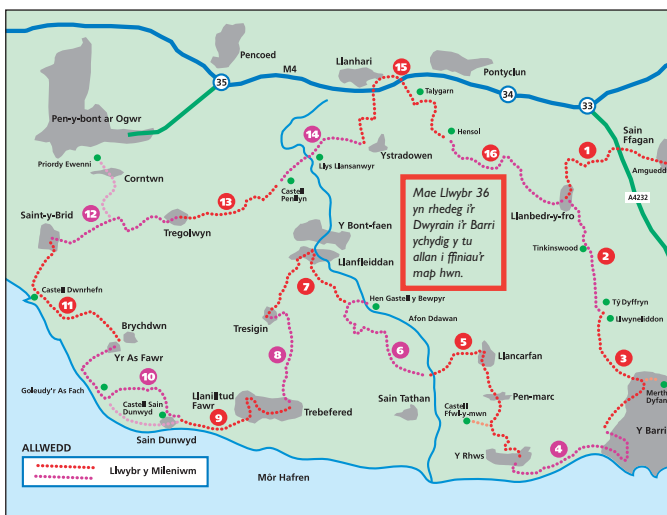 Pencoed
Llanhari
15
Pontyclun
35
M4
Talygarn
34
33
Pen-y-bont ar Ogwr
14
Hensol
Sain
Ffagan
Ystradowen
16
1
Priordy Ewenni
Llys Llansanwyr
Amguedd
Corntwn
Castell
Penllyn
A4232
13
Mae Llwybr 36
yn rhedeg i'r
Dwyrain i'r Barri
ychydig y tu
allan i ffiniau'r
map hwn.
Llanbedr-y-fro
Saint-y-Brid
12
Tregolwyn
Y Bont-faen
Tinkinswood
2
Llanfleiddan
7
Castell Dwnrhefn
11
Hen Gastell y Bewpyr
Tŷ Dyffryn
Afon Ddawan
Llwyneliddon
Brychdwn
Tresigin
5
Yr As Fawr
8
6
Llancarfan
3
Goleudy'r As Fach
10
Llanilltud
Fawr
Merth
Dyfan
Castell Sain
Dunwyd
Sain Tathan
Pen-marc
Castell
Ffwl-y-mwn
9
Trebefered
Y Barri
Sain Dunwyd
4
Y Rhws
ALLWEDD
Llwybr y Mileniwm
Môr Hafren